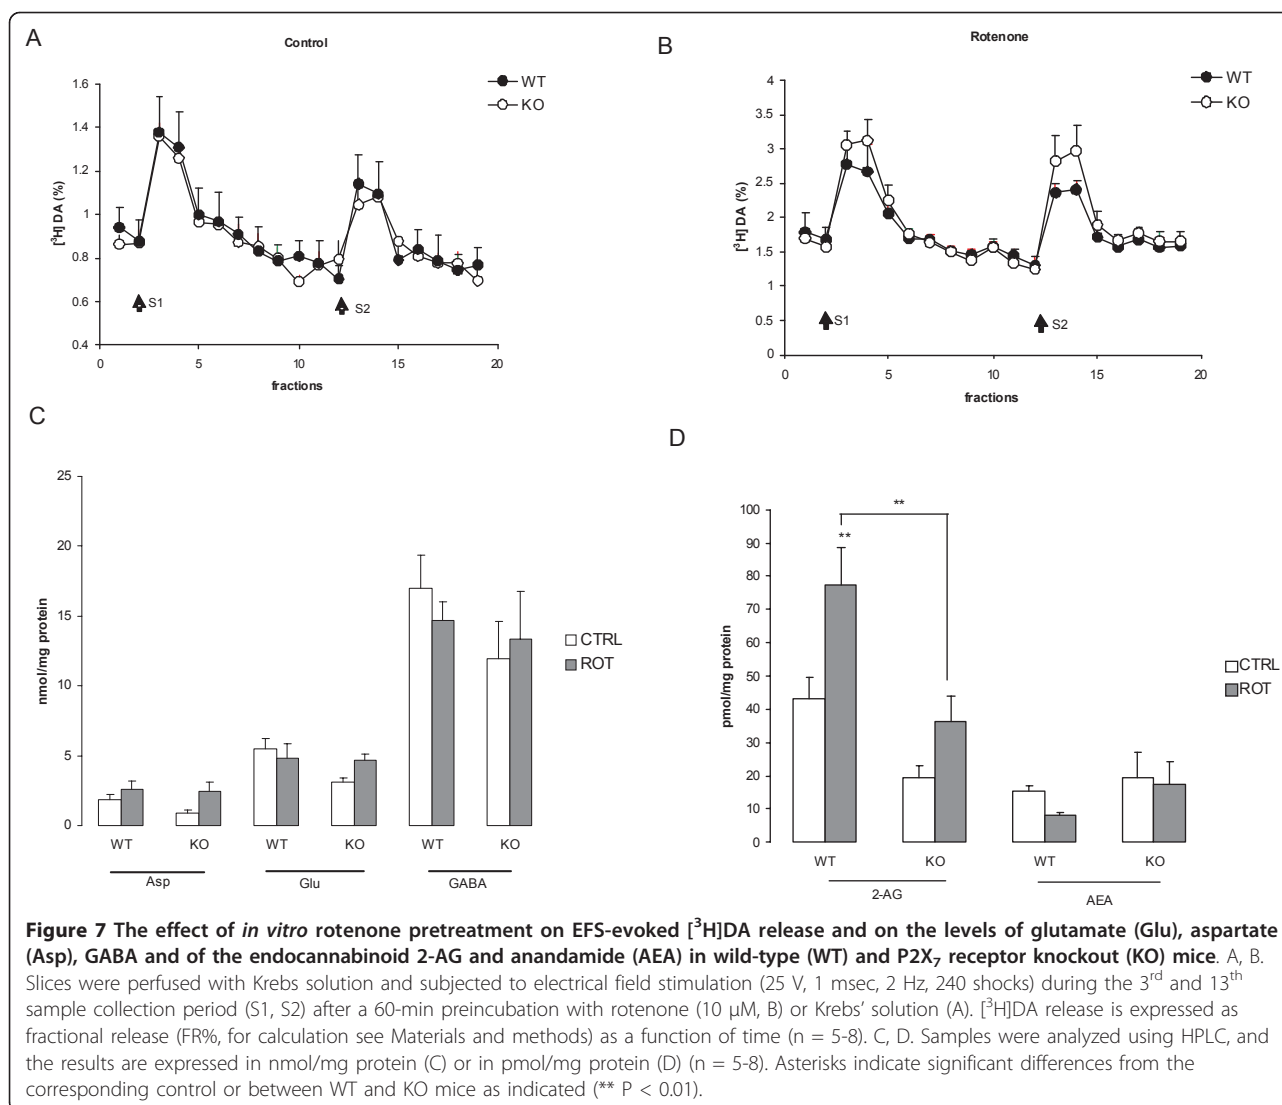 A
Control
1.6
1.4
1.2
1
0.8
0.6
0.4
[³H] DA (%)
WT
KO
S1
S2
0 5 10 15 20
fractions
B
Rotenone
4
3.5
3
2.5
2
1.5
1
0.5
0
[³H] DA (%)
WT
KO
S1
S2
0 5 10 15 20
fractions
C
25
20
15
10
5
0
nmol/mg protein
CTRL
ROT
WT KO WT KO WT KO
Asp Glu GABA
D
100
90
80
70
60
50
40
30
20
10
0
pmol/mg protein
**
**
CTRL
ROT
WT KO WT KO
2-AG AEA
Figure 7 The effect of in vitro rotenone pretreatment on EFS-evoked [³H]DA release and on the levels of glutamate (Glu), aspartate
(Asp), GABA and of the endocannabinoid 2-AG and anandamide (AEA) in wild-type (WT) and P2X₇ receptor knockout (KO) mice. A, B.
Slices were perfused with Krebs solution and subjected to electrical field stimulation (25 V, 1 msec, 2 Hz, 240 shocks) during the 3rd and 13th
sample collection period (S1, S2) after a 60-min preincubation with rotenone (10 μM, B) or Krebs' solution (A). [³H]DA release is expressed as
fractional release (FR%, for calculation see Materials and methods) as a function of time (n = 5-8). C, D. Samples were analyzed using HPLC, and
the results are expressed in nmol/mg protein (C) or in pmol/mg protein (D) (n = 5-8). Asterisks indicate significant differences from the
corresponding control or between WT and KO mice as indicated (** P < 0.01).